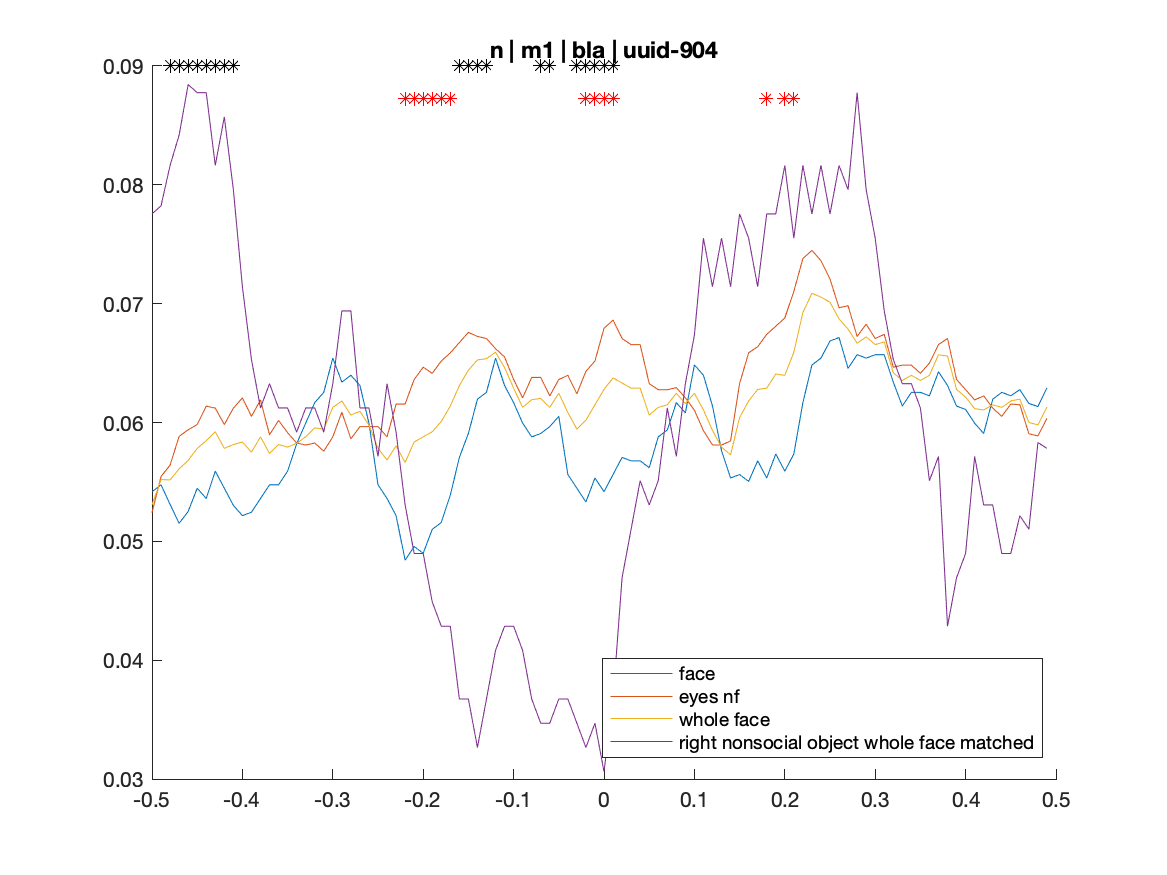 n | m1 | bla | uuid-904
0.09
0.08
0.07
0.06
0.05
0.04
0.03
face
eyes nf
whole face
right nonsocial object whole face matched
-0.5 -0.4 -0.3 -0.2 -0.1 0 0.1 0.2 0.3 0.4 0.5